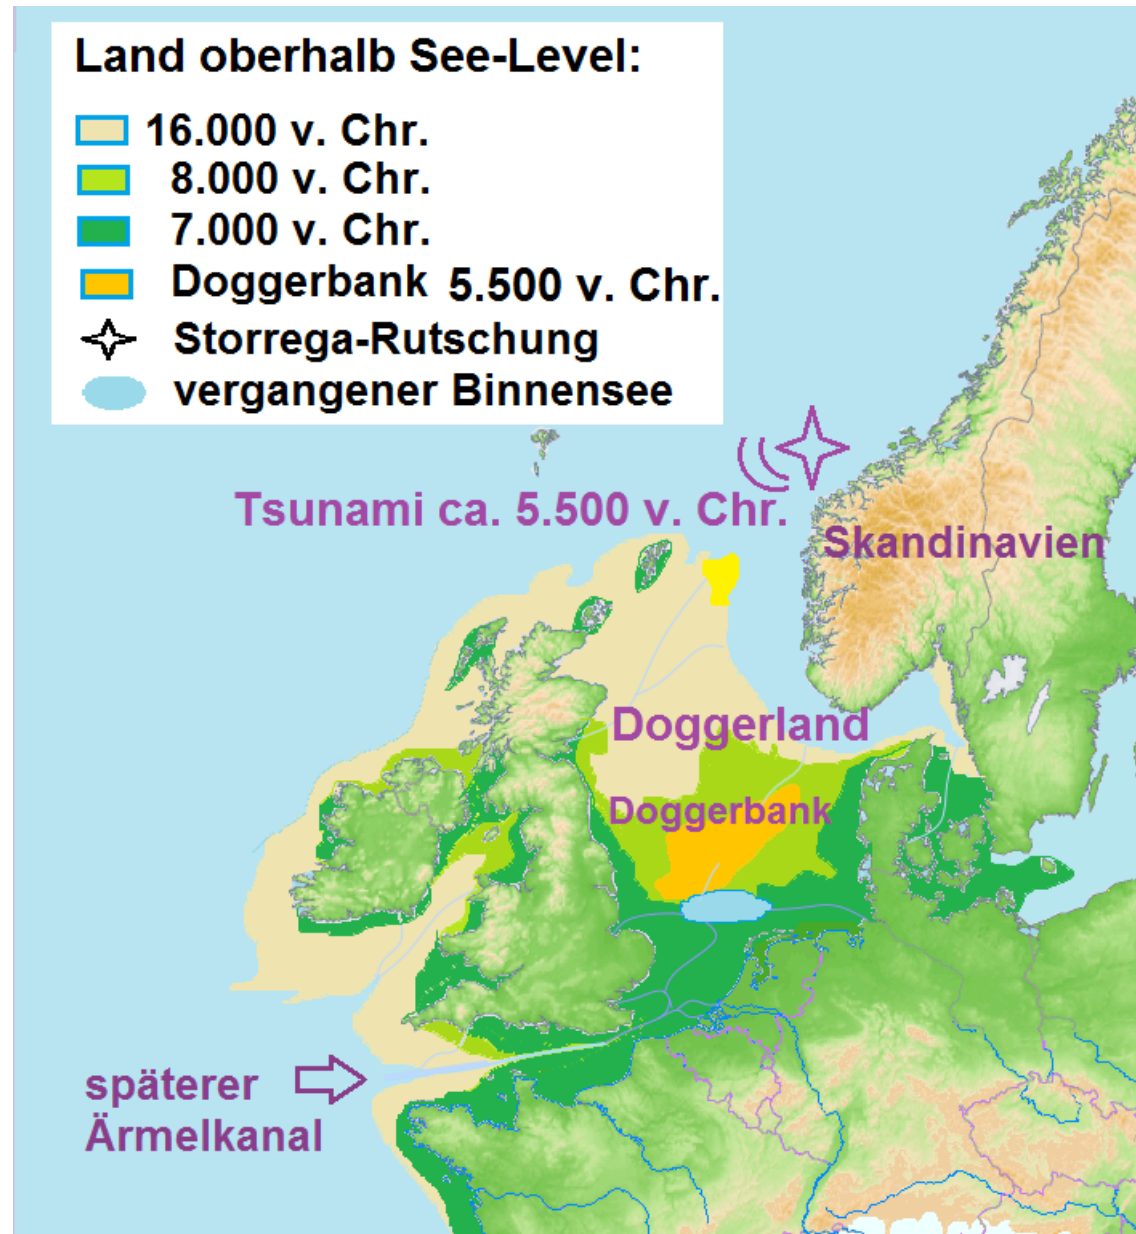 Land oberhalb See-Level:
16.000 v. Chr.
8.000 v. Chr.
7.000 v. Chr.
Doggerbank 5.500 v. Chr.
Storrega-Rutschung
vergangener Binnensee
Tsunami ca. 5.500 v. Chr.
Skandinavien
Doggerland
Doggerbank
späterer
Ärmelkanal